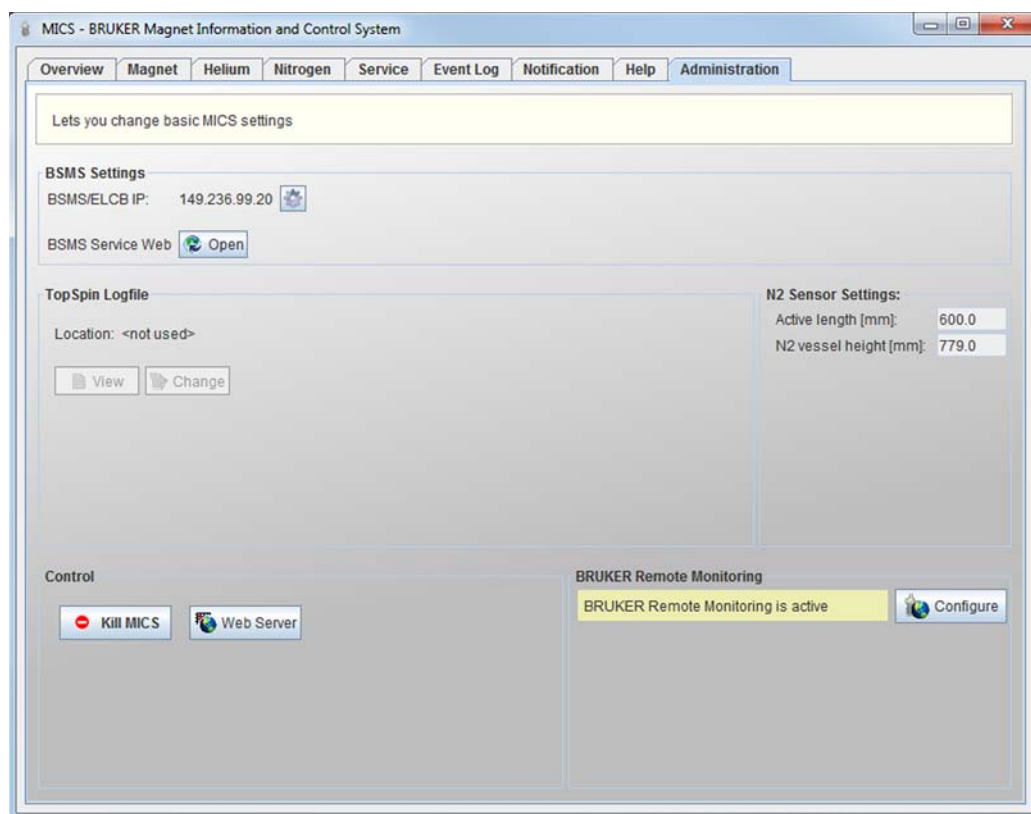 MICS - BRUKER Magnet Information and Control System
Overview Magnet Helium Nitrogen Service Event Log Notification Help Administration
Lets you change basic MICS settings
BSMS Settings
BSMS/ELCB IP: 149.236.99.20
BSMS Service Web Open
TopSpin Logfile
Location: <not used>
View Change
N2 Sensor Settings:
Active length [mm]: 600.0
N2 vessel height [mm]: 779.0
Control
Kill MICS Web Server
BRUKER Remote Monitoring
BRUKER Remote Monitoring is active Configure